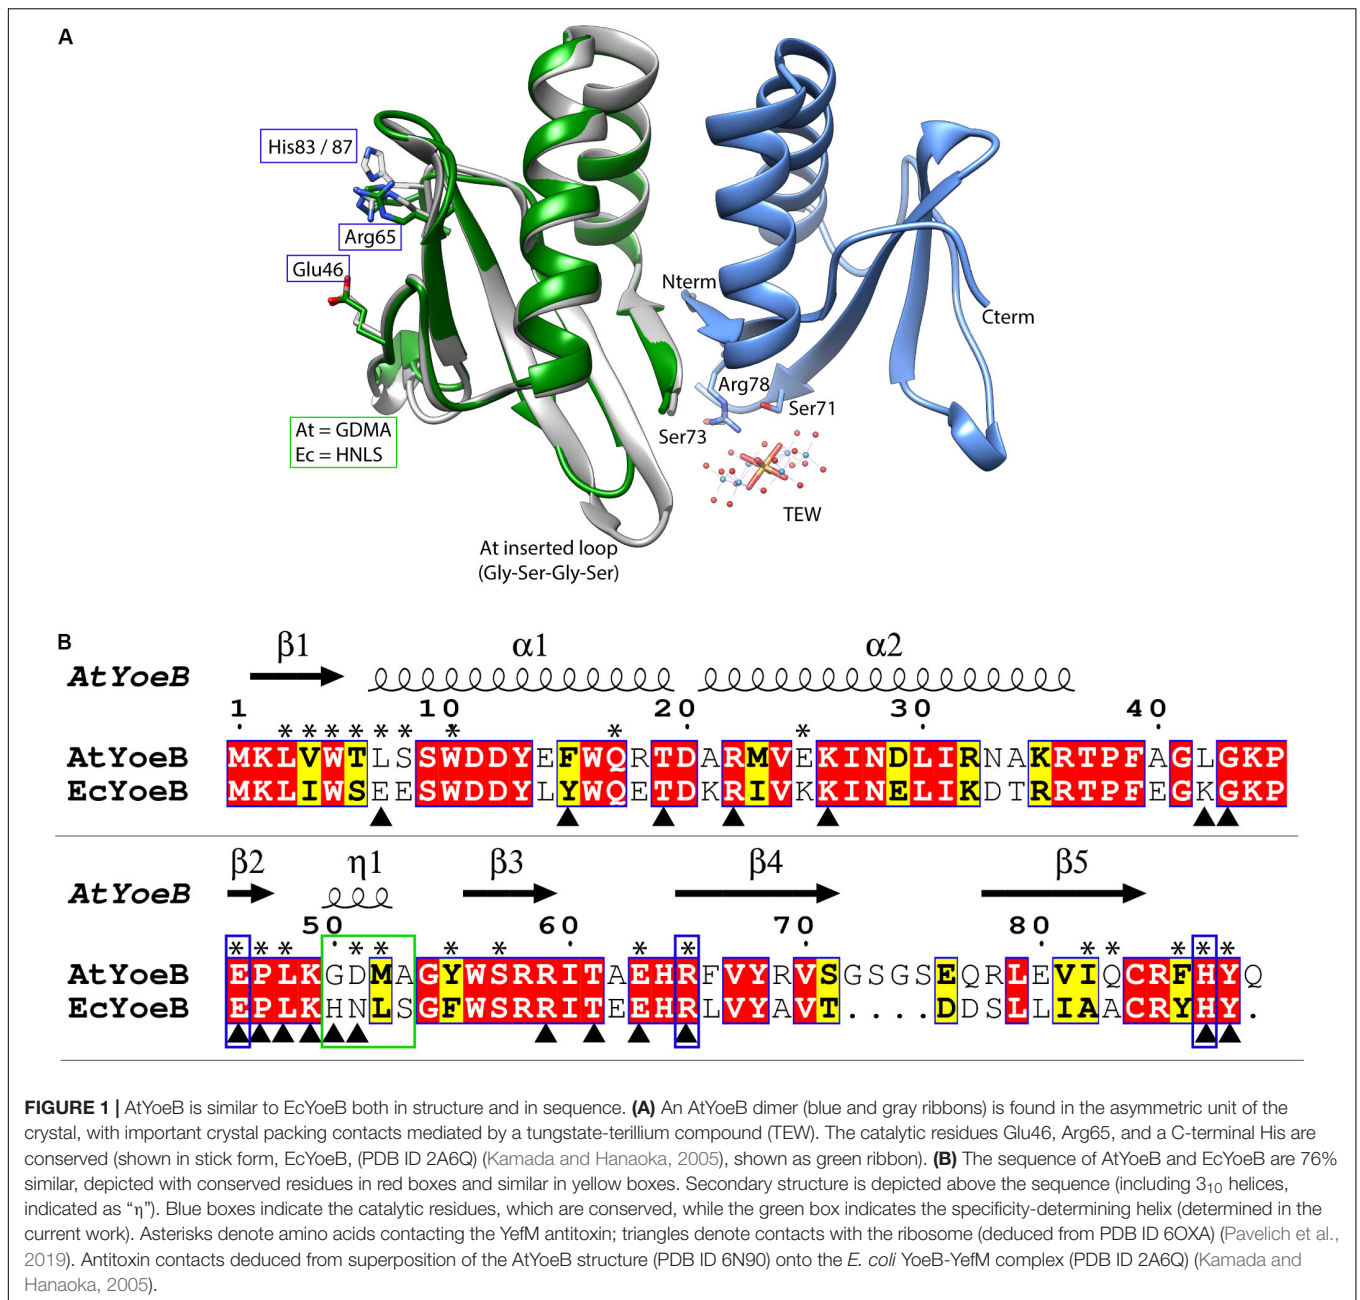 A
His83 / 87
Arg65
Glu46
Nterm
Cterm
Arg78
Ser71
Ser73
At = GDMA
Ec = HNLS
TEW
At inserted loop
(Gly-Ser-Gly-Ser)
B
β1 α1 α2
AtYoeB
1 10 20 30 40
* * * * * * * * *
AtYoeB MKLVWTLSSWDDYEFWQRTDARMVEKINDLIRNAKRTPFAGLGKP
EcYoeB MKLIWSEESWDDYLYWQETDKRIVKKINELIKDTRRTPFEGKGKP
▲ ▲ ▲ ▲ ▲ ▲ ▲
β2 η1 β3 β4 β5
AtYoeB
50 60 70 80
* * * * * * * * * * * * * *
AtYoeB EPLKGDMAGYWSRRITAEHRFVYRVSGSGSEQRLEVIQCRFHYQ
EcYoeB EPLKHNLSGFWSRRITEEHRLVYAVT....DDSLLIAACRYHY.
▲ ▲ ▲ ▲ ▲ ▲ ▲ ▲ ▲ ▲ ▲ ▲
FIGURE 1 | AtYoeB is similar to EcYoeB both in structure and in sequence. (A) An AtYoeB dimer (blue and gray ribbons) is found in the asymmetric unit of the
crystal, with important crystal packing contacts mediated by a tungstate-terillium compound (TEW). The catalytic residues Glu46, Arg65, and a C-terminal His are
conserved (shown in stick form, EcYoeB, (PDB ID 2A6Q) (Kamada and Hanaoka, 2005), shown as green ribbon). (B) The sequence of AtYoeB and EcYoeB are 76%
similar, depicted with conserved residues in red boxes and similar in yellow boxes. Secondary structure is depicted above the sequence (including 3₁₀ helices,
indicated as “η”). Blue boxes indicate the catalytic residues, which are conserved, while the green box indicates the specificity-determining helix (determined in the
current work). Asterisks denote amino acids contacting the YefM antitoxin; triangles denote contacts with the ribosome (deduced from PDB ID 6OXA) (Pavelich et al.,
2019). Antitoxin contacts deduced from superposition of the AtYoeB structure (PDB ID 6N90) onto the E. coli YoeB-YefM complex (PDB ID 2A6Q) (Kamada and
Hanaoka, 2005).